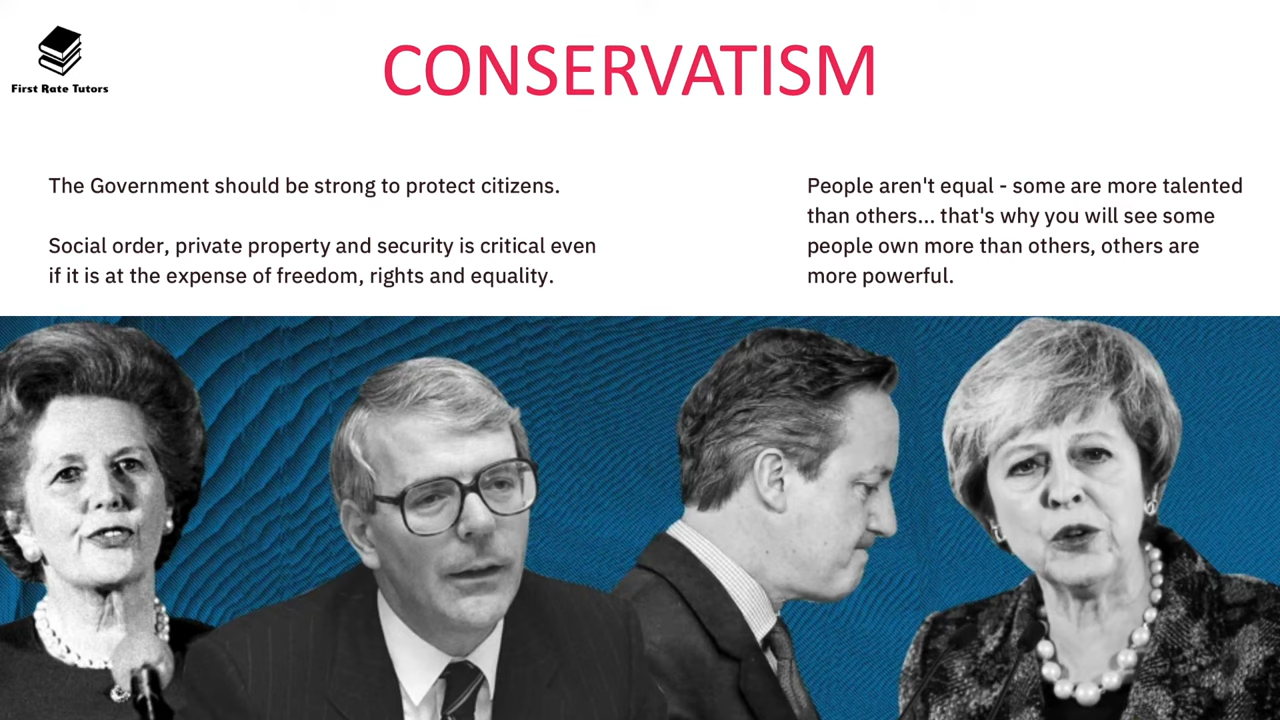 First Rate Tutors
CONSERVATISM
The Government should be strong to protect citizens.
Social order, private property and security is critical even
if it is at the expense of freedom, rights and equality.
People aren't equal - some are more talented
than others... that's why you will see some
people own more than others, others are
more powerful.